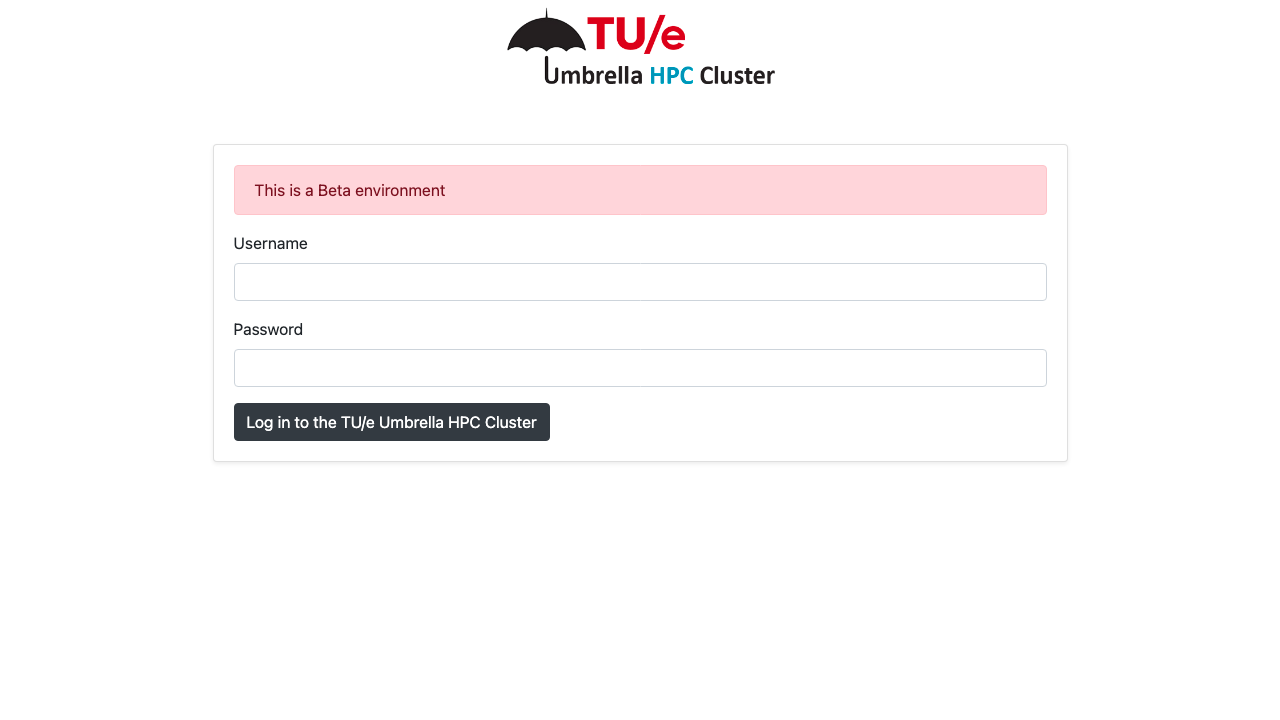 TU/e
Umbrella HPC Cluster
This is a Beta environment
Username
Password
Log in to the TU/e Umbrella HPC Cluster